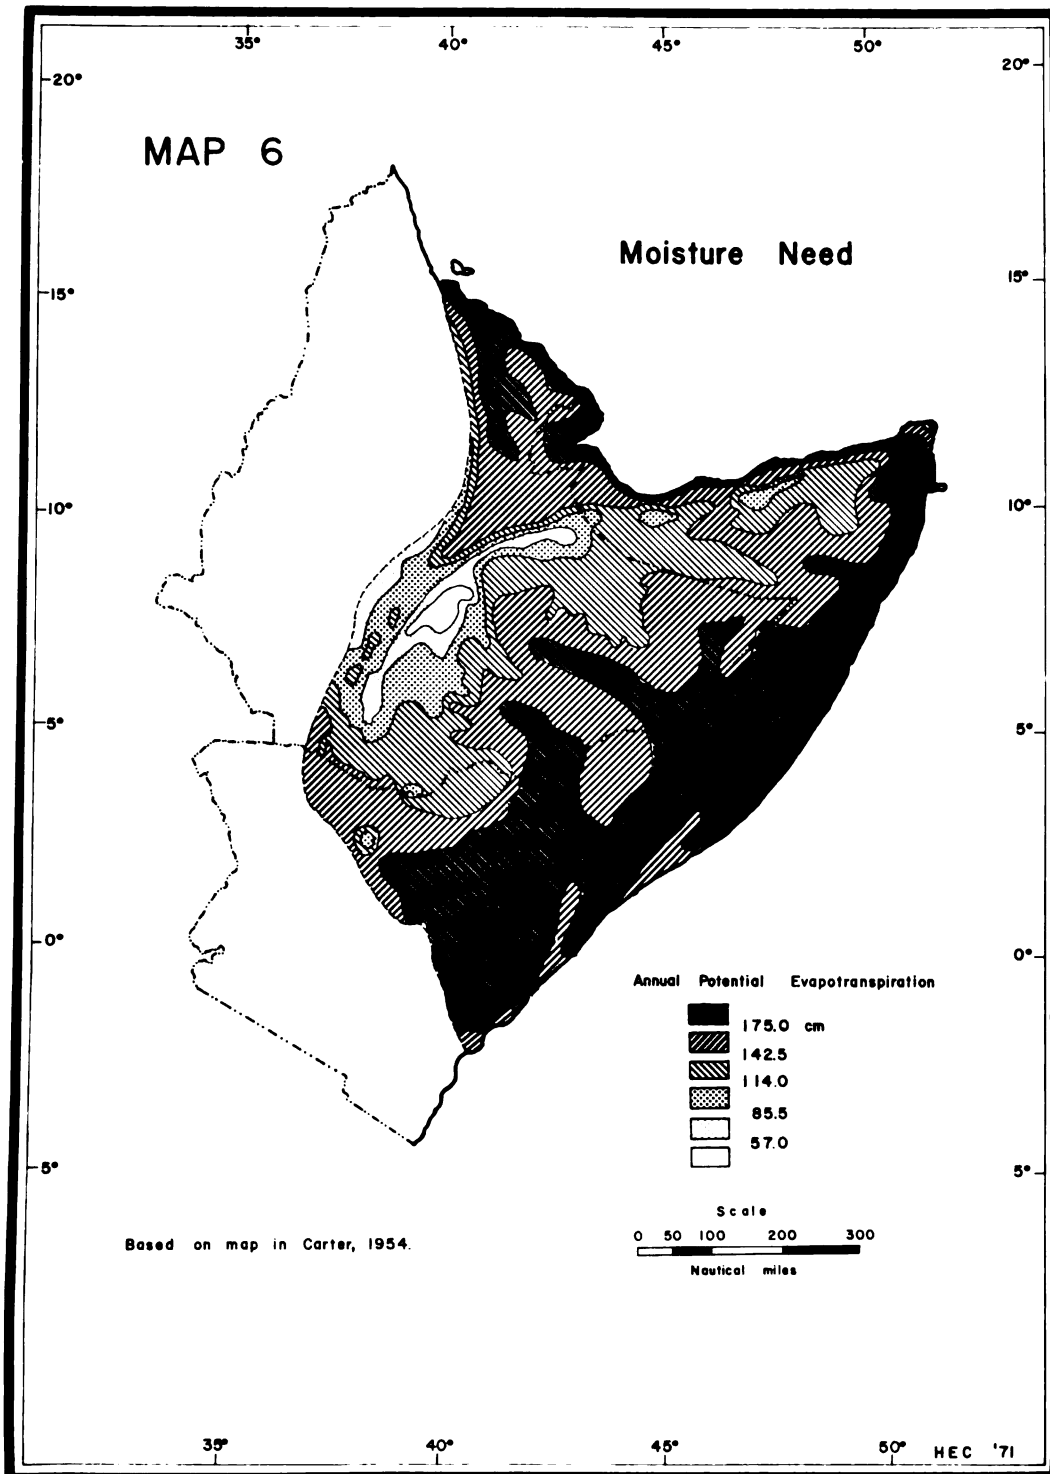 35° 40° 45° 50°
20° 20°
MAP 6
Moisture Need
15° 15°
10° 10°
5° 5°
0° 0°
Annual Potential Evapotranspiration
175.0 cm
142.5
114.0
85.5
57.0
5° 5°
Scale
0 50 100 200 300
Nautical miles
Based on map in Carter, 1954.
35° 40° 45° 50°
HEC '71